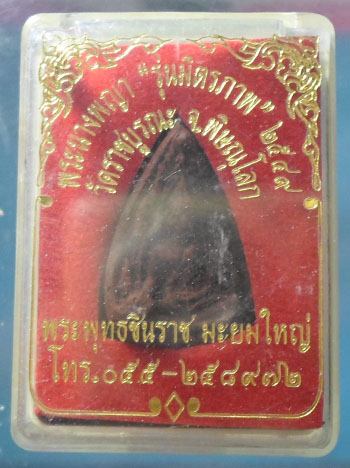 พระนางพญา "รุ่นมิตรภาพ" ๒๕๔๙
วัดราชบูรณะ จ.พิษณุโลก
พระพุทธชินราช มะยมใหญ่
โทร.๐๕๕-๒๕๘๙๗๒